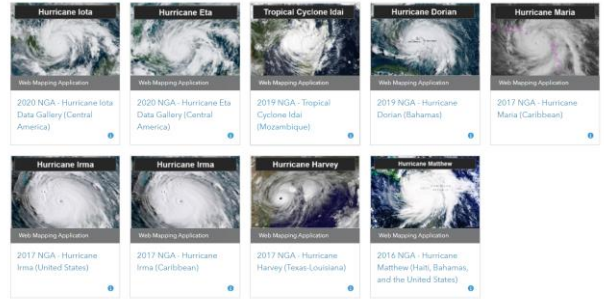 Hurricane Iota
Web Mapping Application
2020 NGA - Hurricane Iota
Data Gallery (Central
America)
Hurricane Eta
Web Mapping Application
2020 NGA - Hurricane Eta
Data Gallery (Central
America)
Tropical Cyclone Idai
Web Mapping Application
2019 NGA - Tropical
Cyclone Idai
(Mozambique)
Hurricane Dorian
Web Mapping Application
2019 NGA - Hurricane
Dorian (Bahamas)
Hurricane Maria
Web Mapping Application
2017 NGA - Hurricane
Maria (Caribbean)
Hurricane Irma
Web Mapping Application
2017 NGA - Hurricane
Irma (United States)
Hurricane Irma
Web Mapping Application
2017 NGA - Hurricane
Irma (Caribbean)
Hurricane Harvey
Web Mapping Application
2017 NGA - Hurricane
Harvey (Texas-Louisiana)
Hurricane Matthew
Web Mapping Application
2016 NGA - Hurricane
Matthew (Haiti, Bahamas,
and the United States)